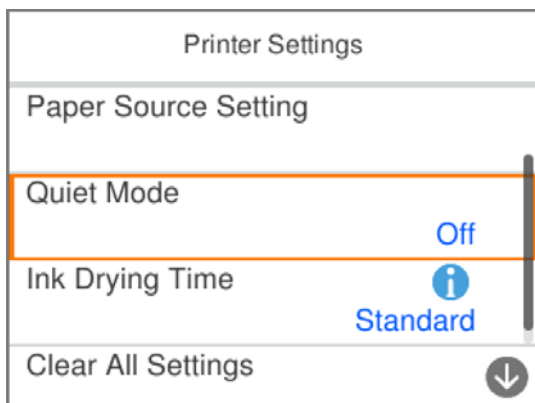 Printer Settings
Paper Source Setting
Quiet Mode
Off
Ink Drying Time
Standard
Clear All Settings